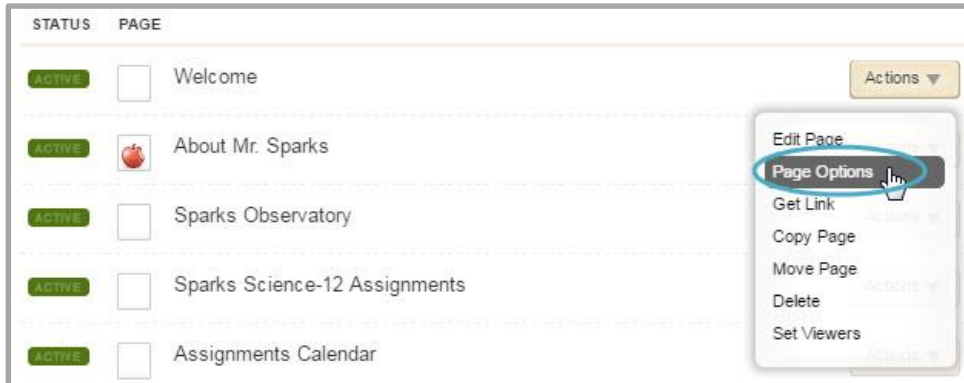 STATUS PAGE
ACTIVE Welcome Actions
ACTIVE About Mr. Sparks
Edit Page
Page Options
ACTIVE Sparks Observatory
Get Link
Copy Page
ACTIVE Sparks Science-12 Assignments
Move Page
Delete
Set Viewers
ACTIVE Assignments Calendar